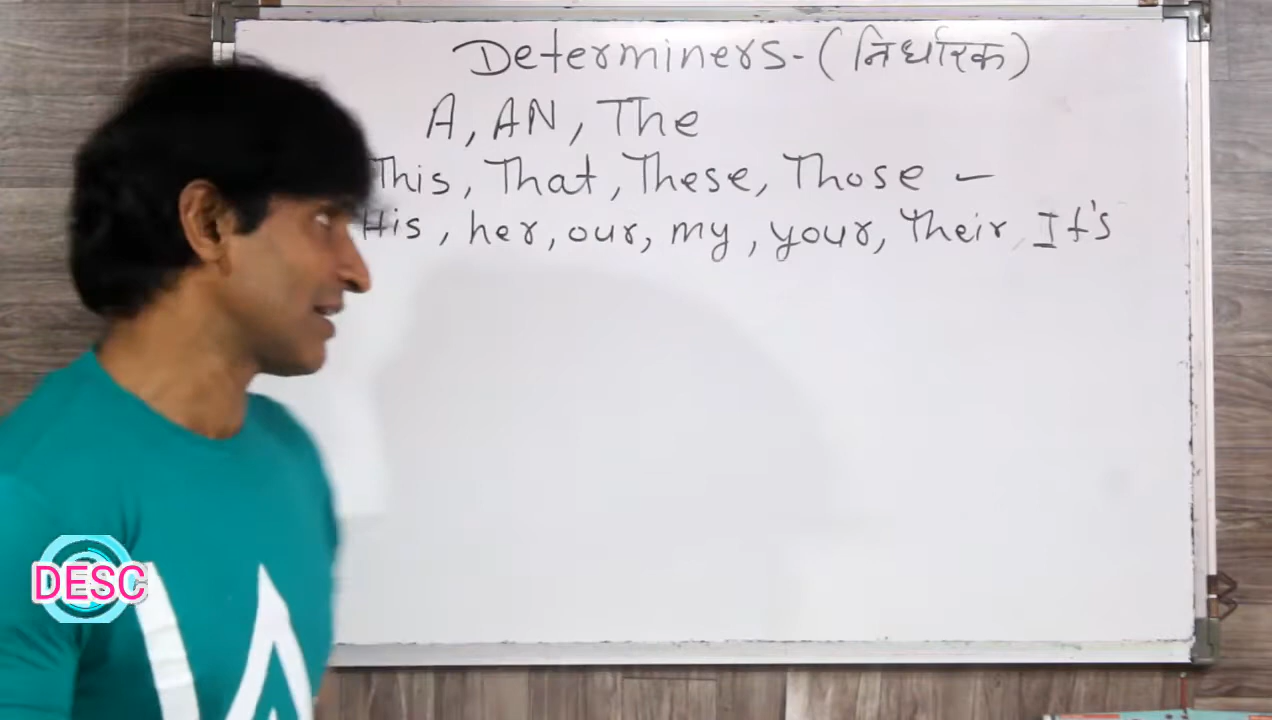 Determiners - (निर्धारक)
A, AN, The
This, That, These, Those —
His, her, our, my, your, Their, It's
DESC